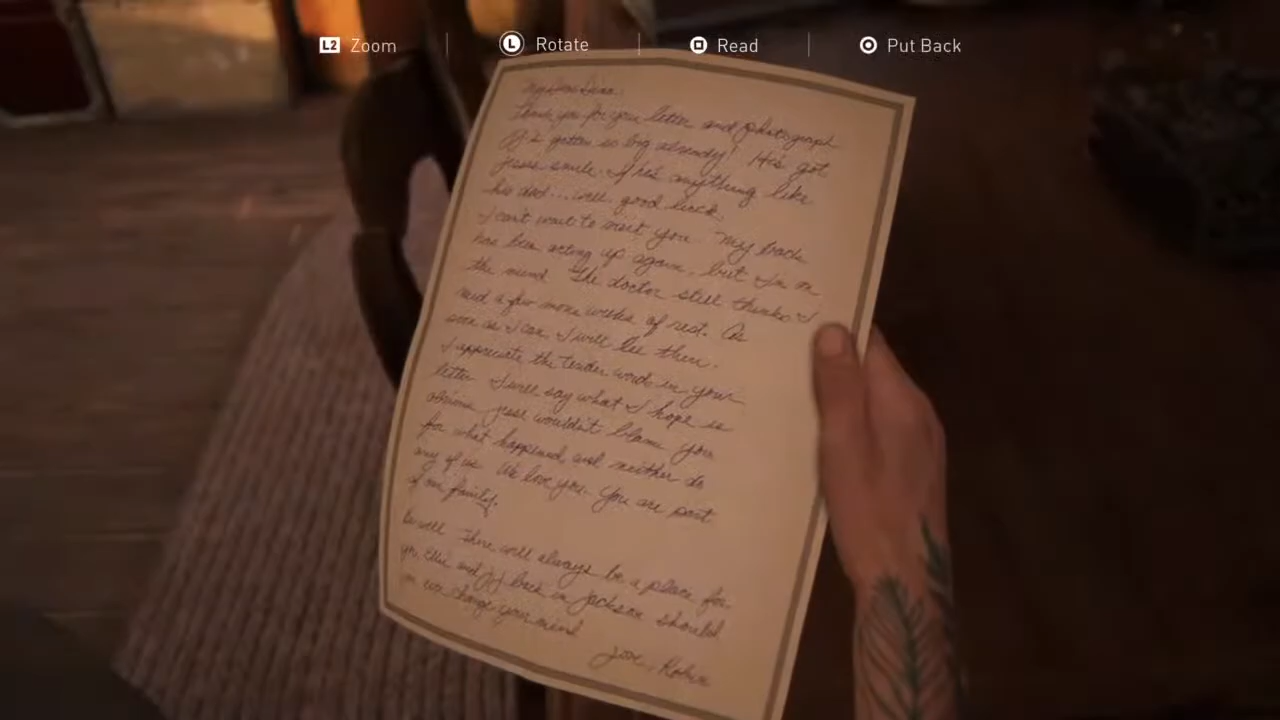 L2 Zoom
L Rotate
Read
Put Back
My dear Dina,
Thank you for your letter and photograph.
JJ's gotten so big already! He's got
Jesse's smile. If he's anything like
his dad... well, good luck.
I can't wait to visit you. My back
has been acting up again, but I'm on
the mend. The doctor still thinks I
need a few more weeks of rest. As
soon as I can, I will be there.
I appreciate the tender words in your
letter. I will say what I hope is
obvious. Jesse wouldn't blame you
for what happened, and neither do
any of us. We love you. You are part
of our family.
Be well. There will always be a place for
you, Ellie and JJ back in Jackson should
you ever change your mind.
Love, Robin